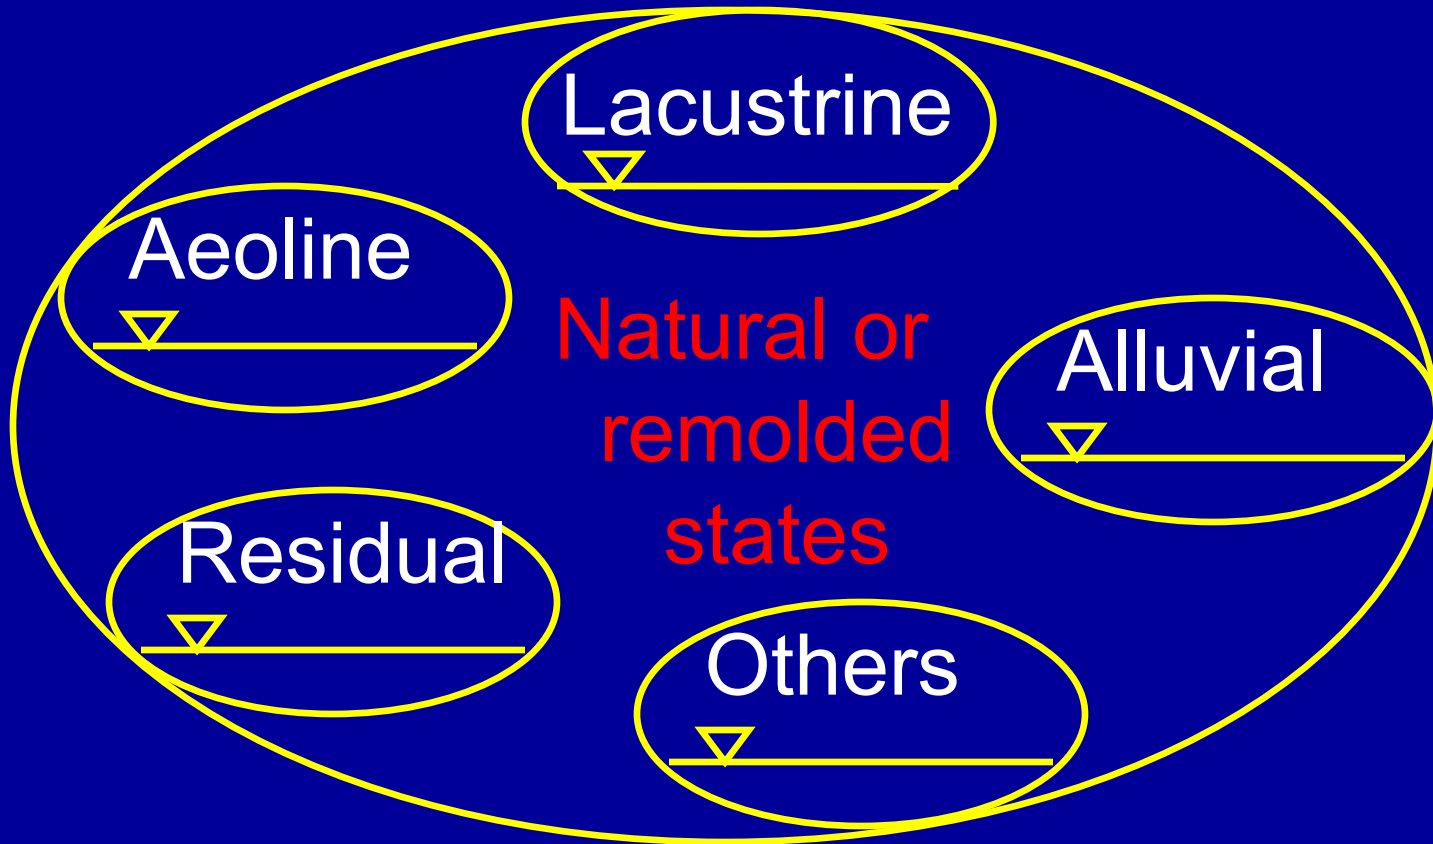 Lacustrine
Aeoline
Natural or
remolded
states
Alluvial
Residual
Others